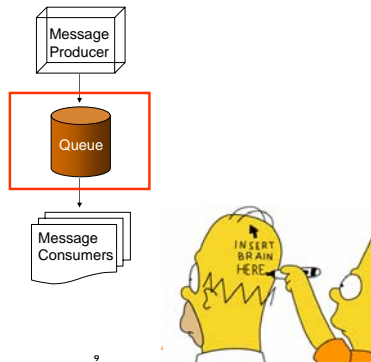 Message
Producer
Queue
Message
Consumers
INSERT
BRAIN
HERE
9